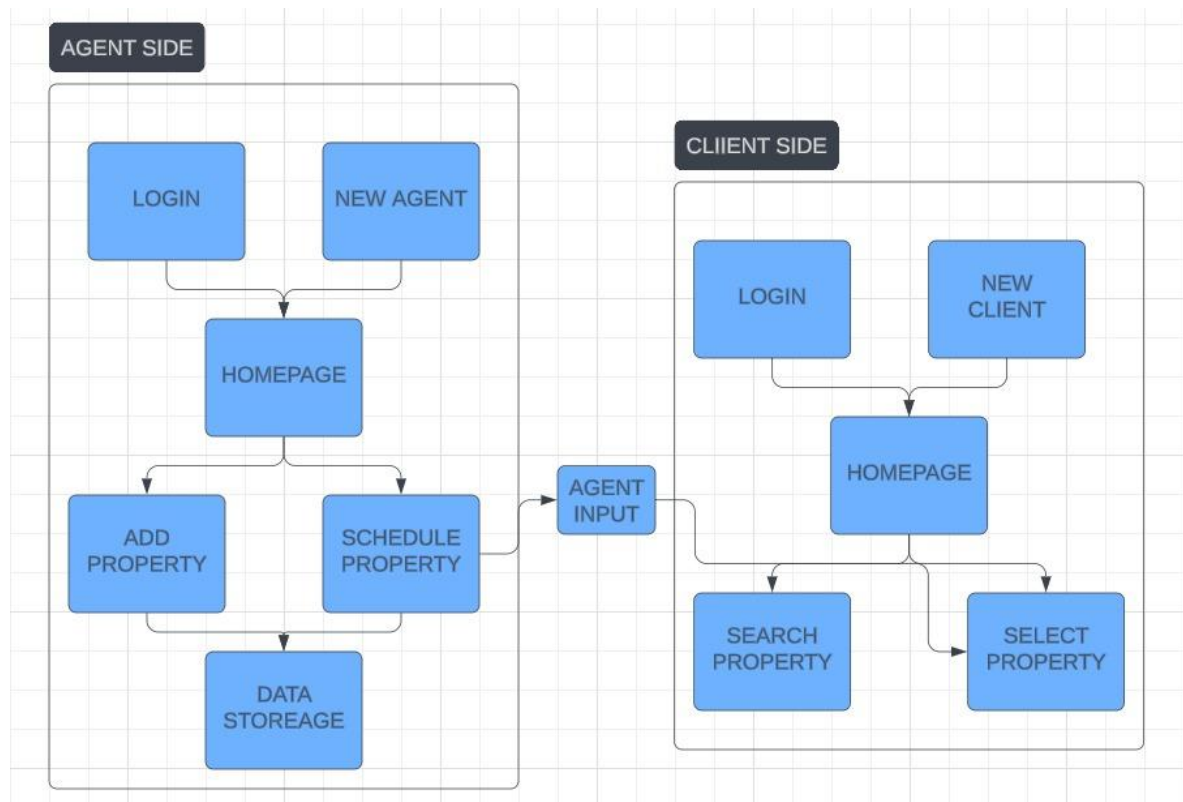 AGENT SIDE
LOGIN
NEW AGENT
HOMEPAGE
ADD
PROPERTY
SCHEDULE
PROPERTY
DATA
STOREAGE
AGENT
INPUT
CLIIENT SIDE
LOGIN
NEW
CLIENT
HOMEPAGE
SEARCH
PROPERTY
SELECT
PROPERTY